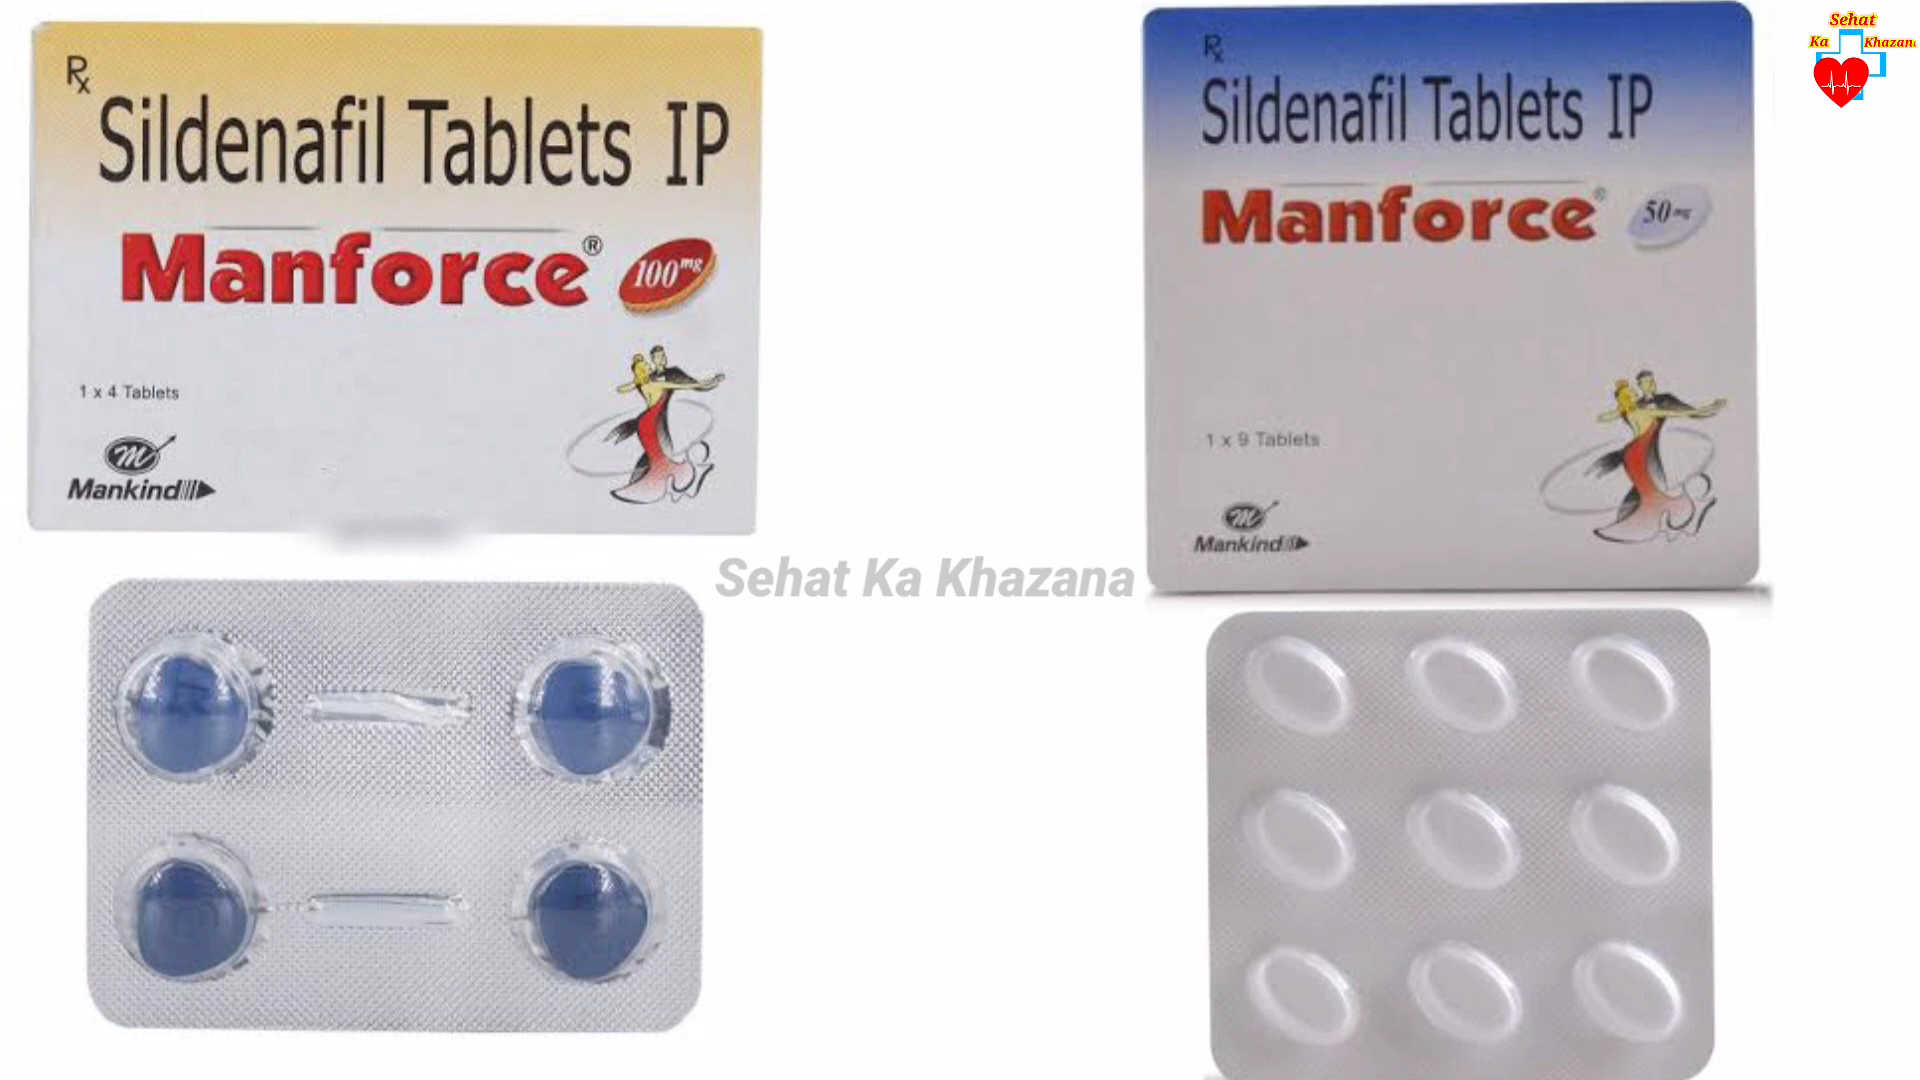 Rx
Sildenafil Tablets IP
Manforce® 100mg
1 x 4 Tablets
m
Mankind
Rx
Sildenafil Tablets IP
Manforce® 50mg
1 x 9 Tablets
m
Mankind
Sehat
Ka Khazana
Sehat Ka Khazana